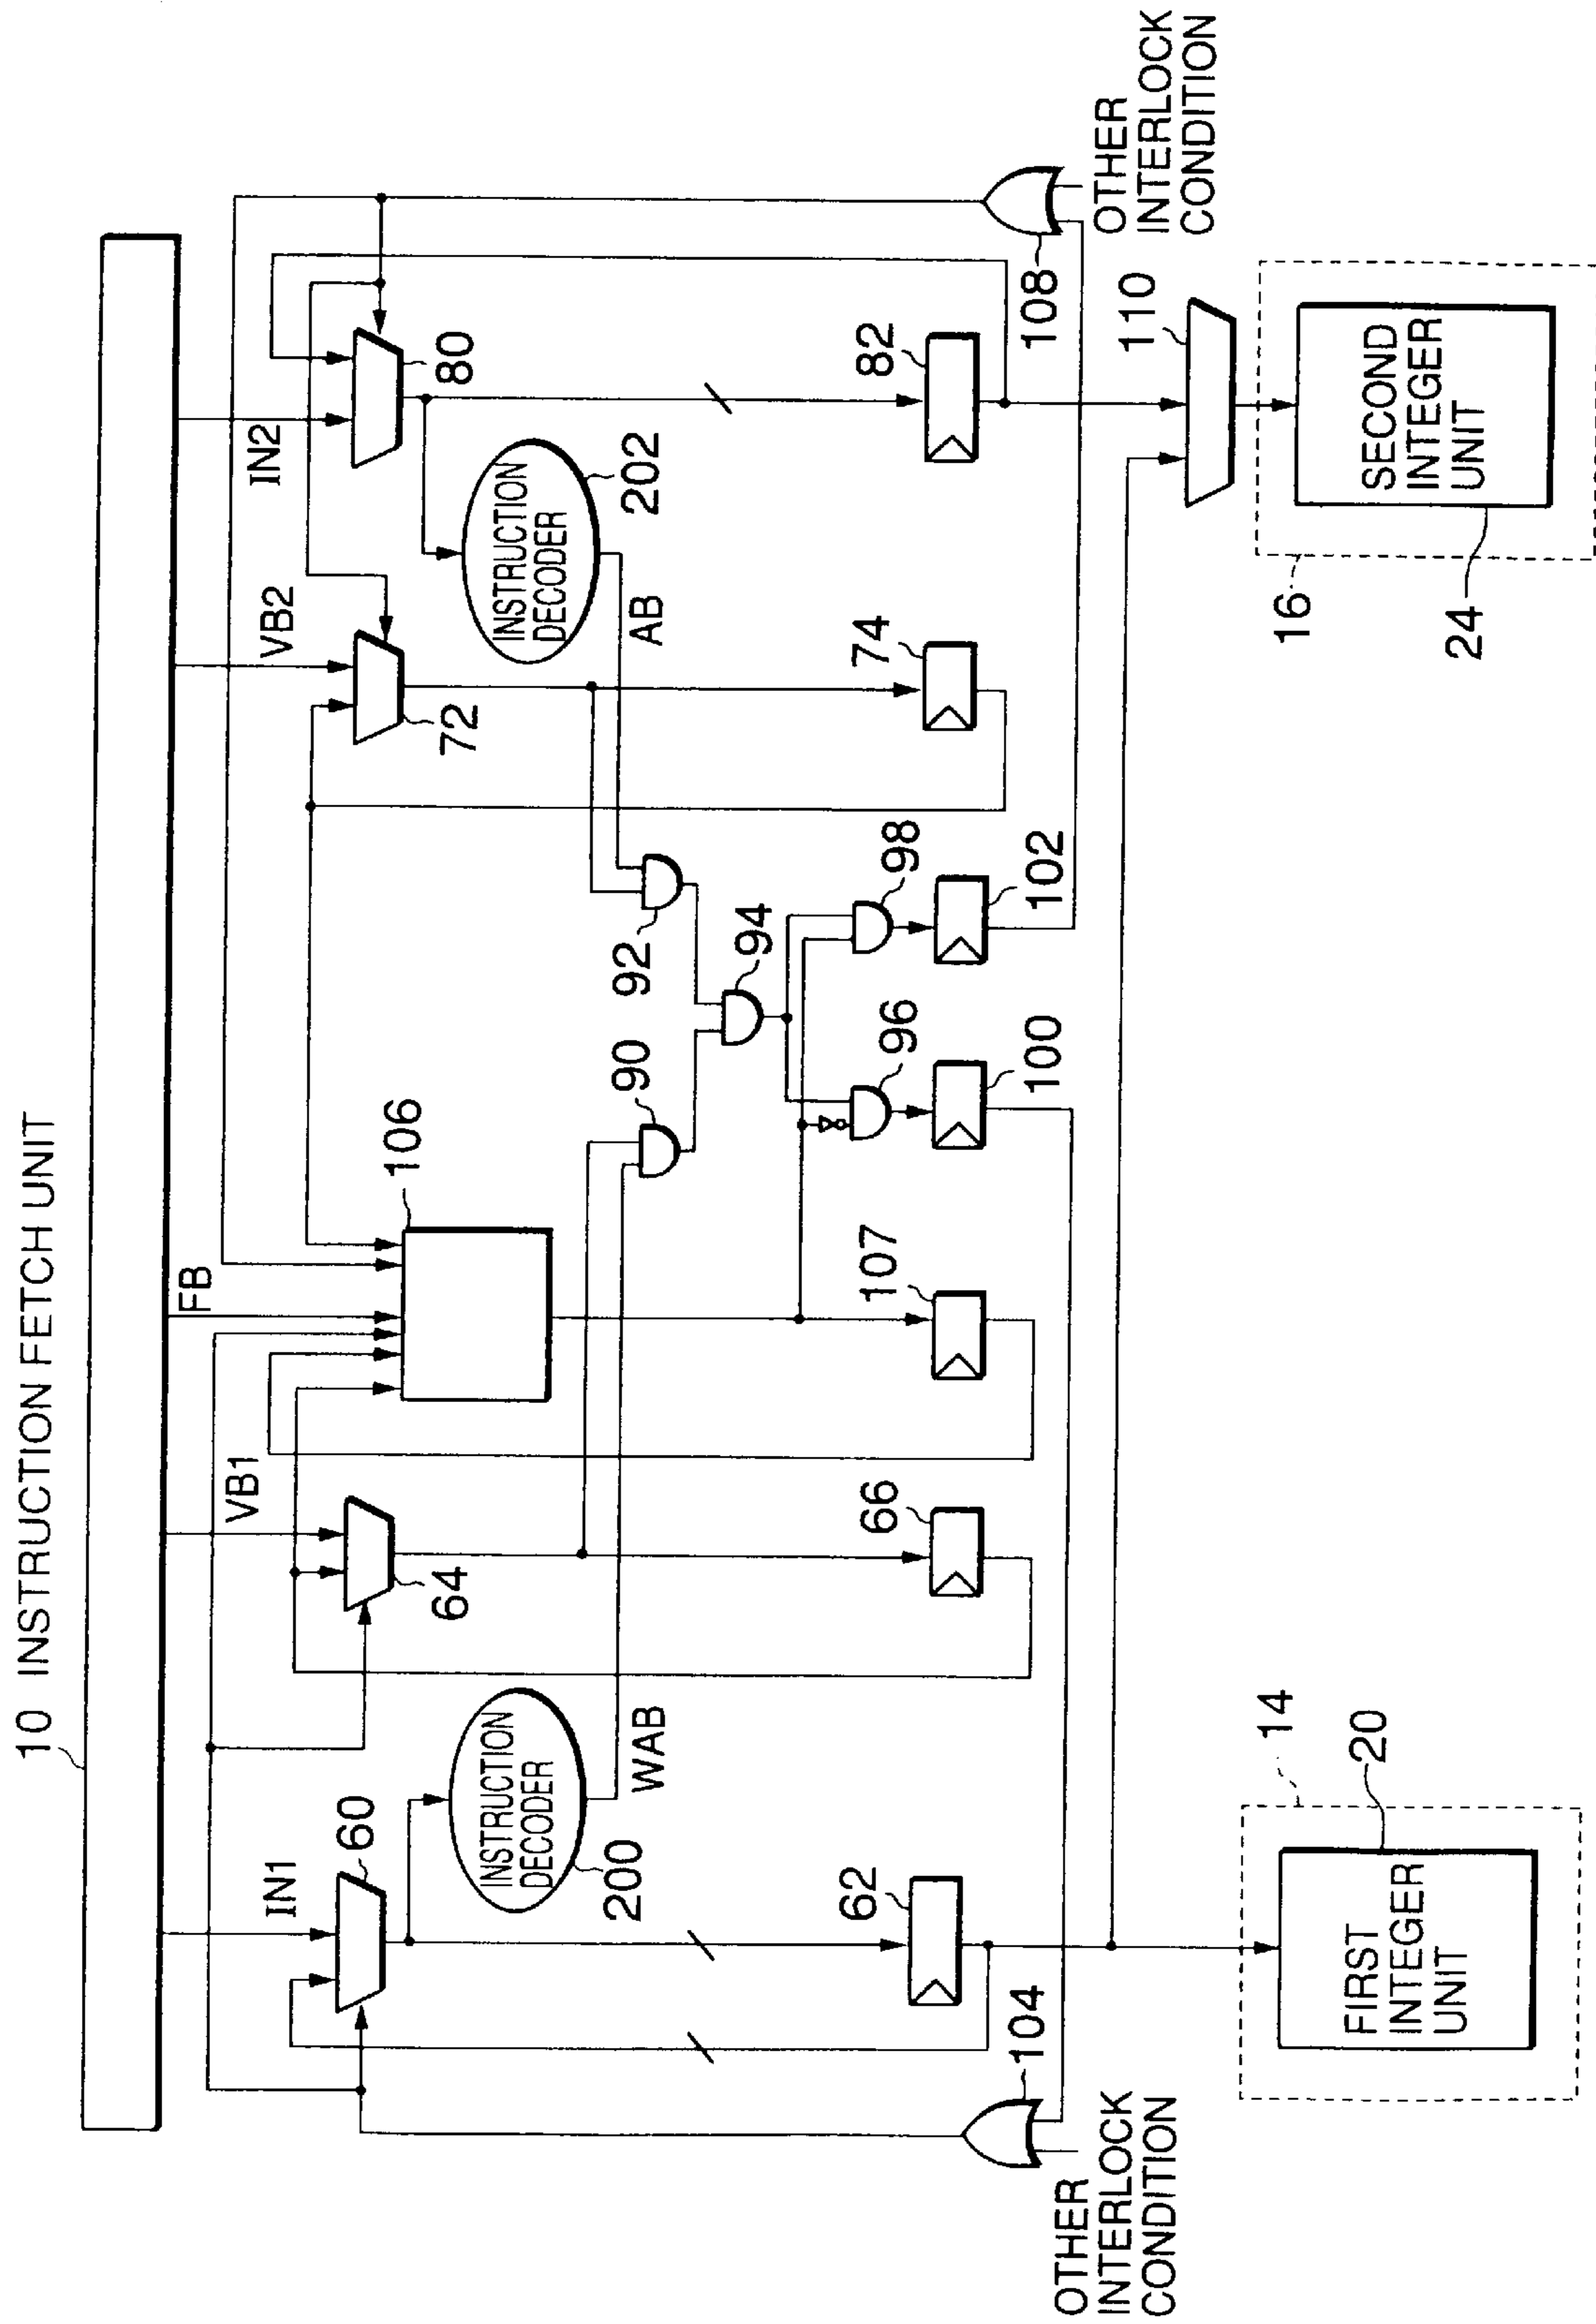 10 INSTRUCTION FETCH UNIT
IN1
VB1
FB
VB2
IN2
60
64
106
72
80
INSTRUCTION
DECODER
200
WAB
INSTRUCTION
DECODER
202
AB
90
92
94
96
98
62
66
107
100
102
74
82
104
108
OTHER
INTERLOCK
CONDITION
OTHER
INTERLOCK
CONDITION
110
14
20
FIRST
INTEGER
UNIT
16
24
SECOND
INTEGER
UNIT